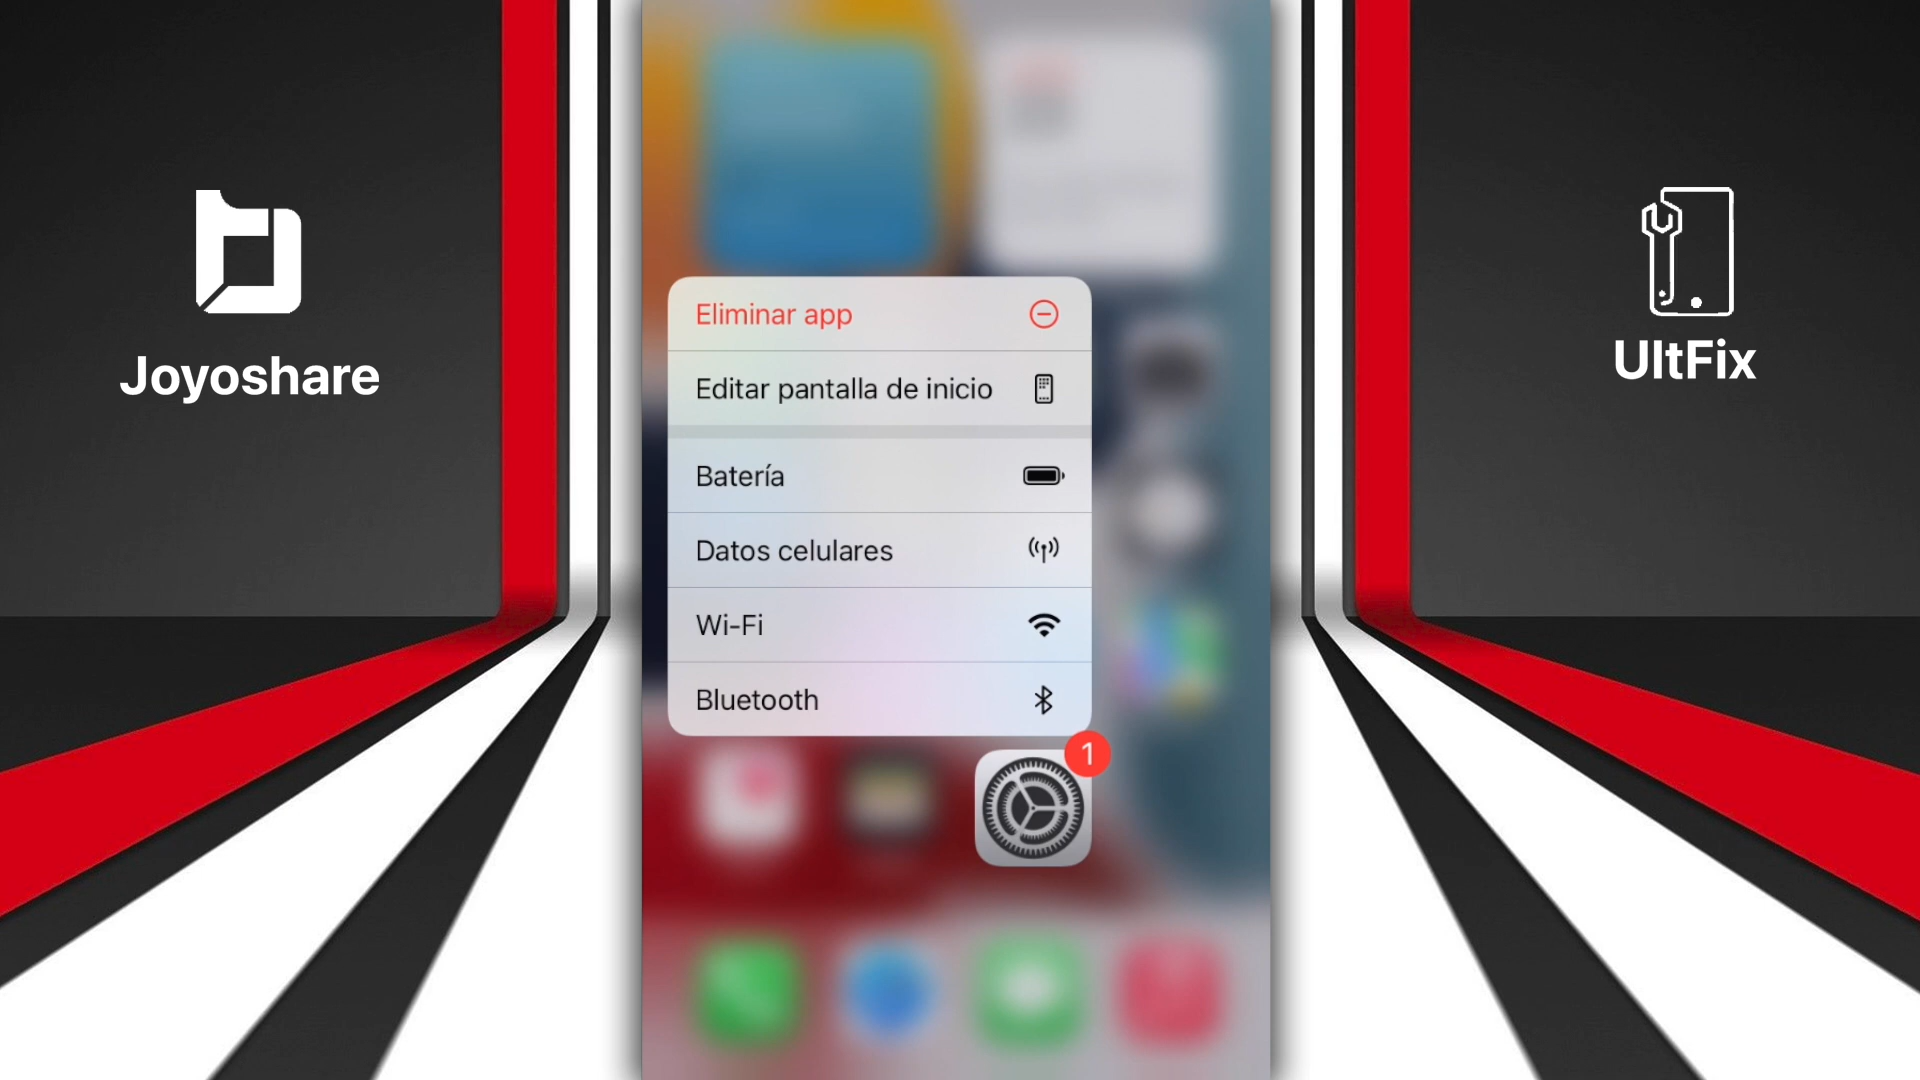 Joyoshare
UltFix
Eliminar app
Editar pantalla de inicio
Batería
Datos celulares
Wi-Fi
Bluetooth
1